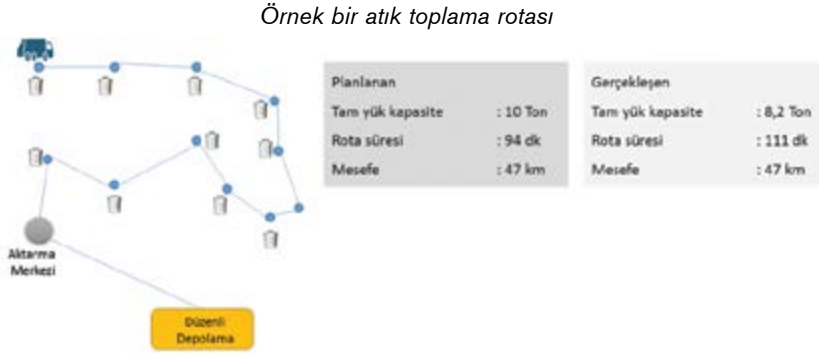 Örnek bir atık toplama rotası
Planlanan
Tam yük kapasite : 10 Ton
Rota süresi : 94 dk
Mesefe : 47 km
Gerçekleşen
Tam yük kapasite : 8,2 Ton
Rota süresi : 111 dk
Mesefe : 47 km
Aktarma
Merkezi
Düzenli
Depolama